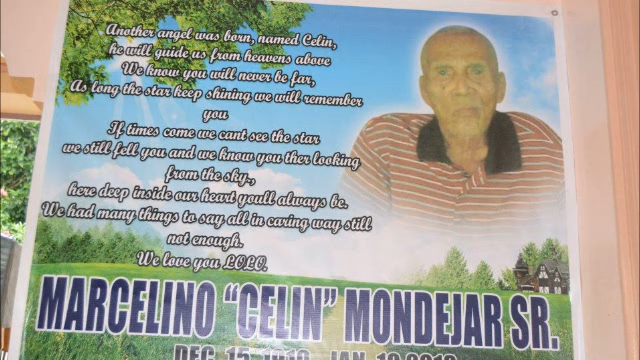 Another angel was born, named Celin,
he will guide us from heavens above
We know you will never be far,
As long the star keep shining we will remember
you
If times come we cant see the star
we still fell you and we know you ther looking
from the sky.,
here deep inside our heart youll always be.
We had many things to say all in caring way still
not enough.
We love you LOLO.
MARCELINO "CELIN" MONDEJAR SR.
DEC. 15, JAN.